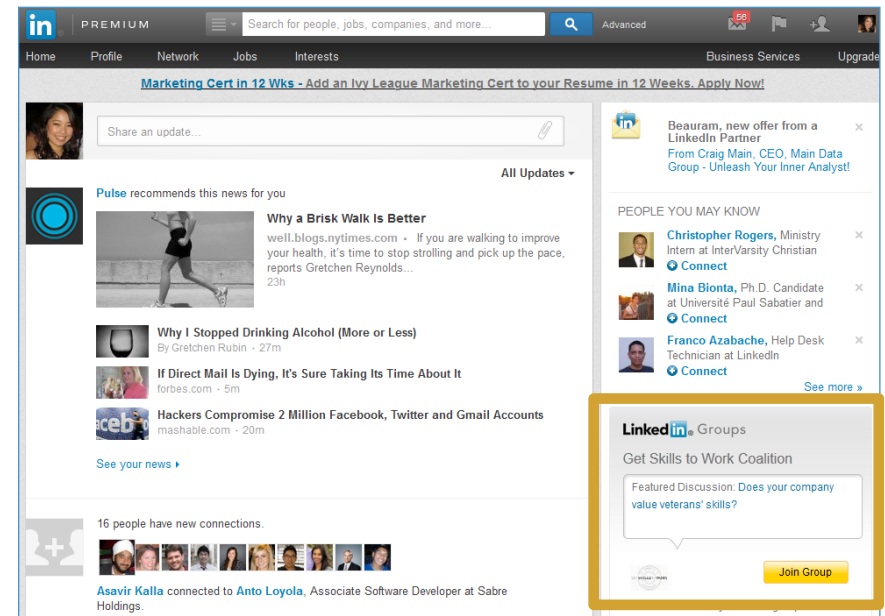 in PREMIUM Search for people, jobs, companies, and more... Advanced 56
Home Profile Network Jobs Interests Business Services Upgrade
Marketing Cert in 12 Wks - Add an Ivy League Marketing Cert to your Resume in 12 Weeks. Apply Now!
Share an update...
All Updates
Pulse recommends this news for you
Why a Brisk Walk Is Better
well.blogs.nytimes.com - If you are walking to improve
your health, it's time to stop strolling and pick up the pace,
reports Gretchen Reynolds...
23h
Why I Stopped Drinking Alcohol (More or Less)
By Gretchen Rubin - 27m
If Direct Mail Is Dying, It's Sure Taking Its Time About It
forbes.com - 5m
Hackers Compromise 2 Million Facebook, Twitter and Gmail Accounts
mashable.com - 20m
See your news
16 people have new connections.
Asavir Kalla connected to Anto Loyola, Associate Software Developer at Sabre
Holdings.
in
Beauram, new offer from a
LinkedIn Partner
From Craig Main, CEO, Main Data
Group - Unleash Your Inner Analyst!
PEOPLE YOU MAY KNOW
Christopher Rogers, Ministry
Intern at InterVarsity Christian
Connect
Mina Bionta, Ph.D. Candidate
at Université Paul Sabatier and
Connect
Franco Azabache, Help Desk
Technician at LinkedIn
Connect
See more »
Linked in® Groups
Get Skills to Work Coalition
Featured Discussion: Does your company
value veterans' skills?
Join Group